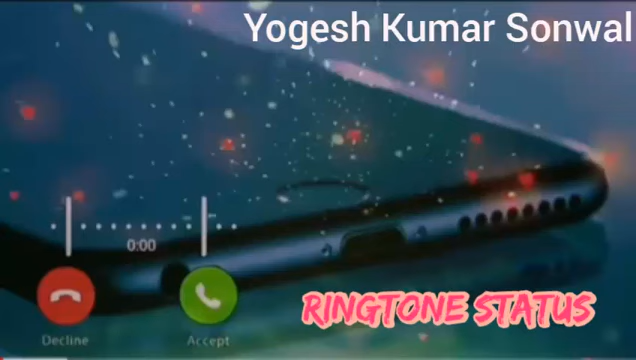 Yogesh Kumar Sonwal
0:00
RINGTONE STATUS
Decline
Accept